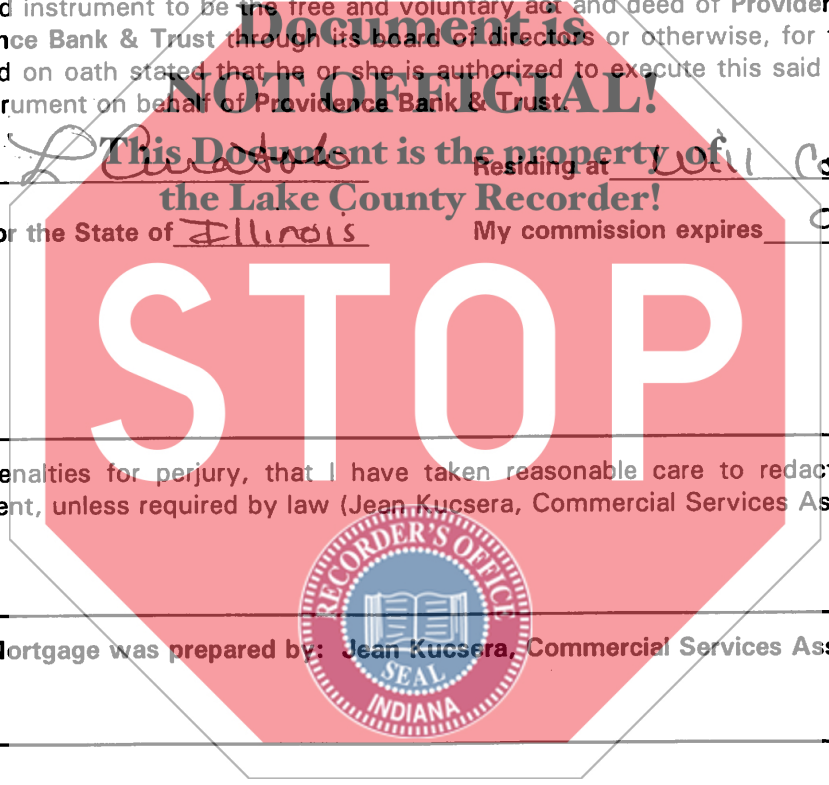 d instrument to be the free and voluntary act and deed of Providen
nce Bank & Trust through its board of directors or otherwise, for t
d on oath stated that he or she is authorized to execute this said
rument on behalf of Providence Bank & Trust.
Document is
NOT OFFICIAL!
This Document is the property of
the Lake County Recorder!
Residing at
or the State of Illinois My commission expires
STOP
enalties for perjury, that I have taken reasonable care to redact
ent, unless required by law (Jean Kucsera, Commercial Services Ass
RECORDER'S OFFICE
SEAL
INDIANA
Mortgage was prepared by: Jean Kucsera, Commercial Services Ass